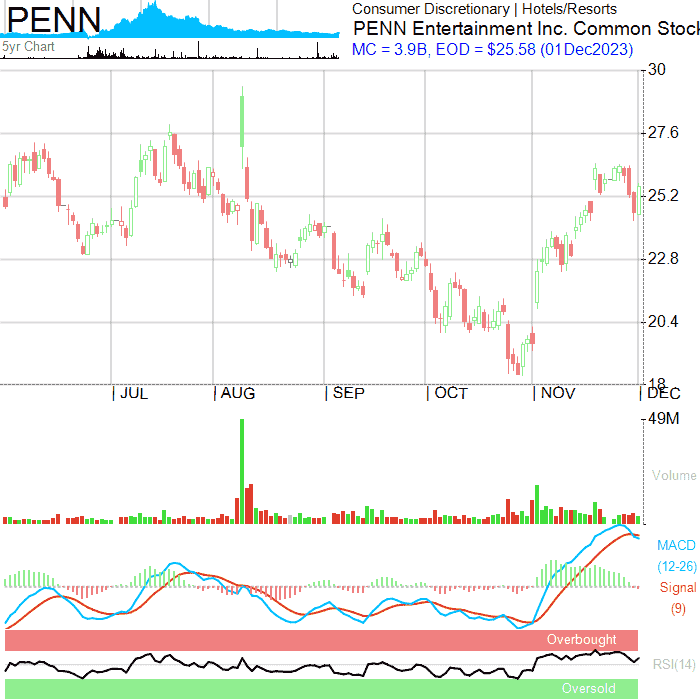 PENN
5yr Chart
Consumer Discretionary | Hotels/Resorts
PENN Entertainment Inc. Common Stoc
MC = 3.9B, EOD = $25.58 (01Dec2023)
30
27.6
25.2
22.8
20.4
18
JUL
AUG
SEP
OCT
NOV
DEC
49M
Volume
MACD
(12-26)
Signal
(9)
Overbought
RSI(14)
Oversold